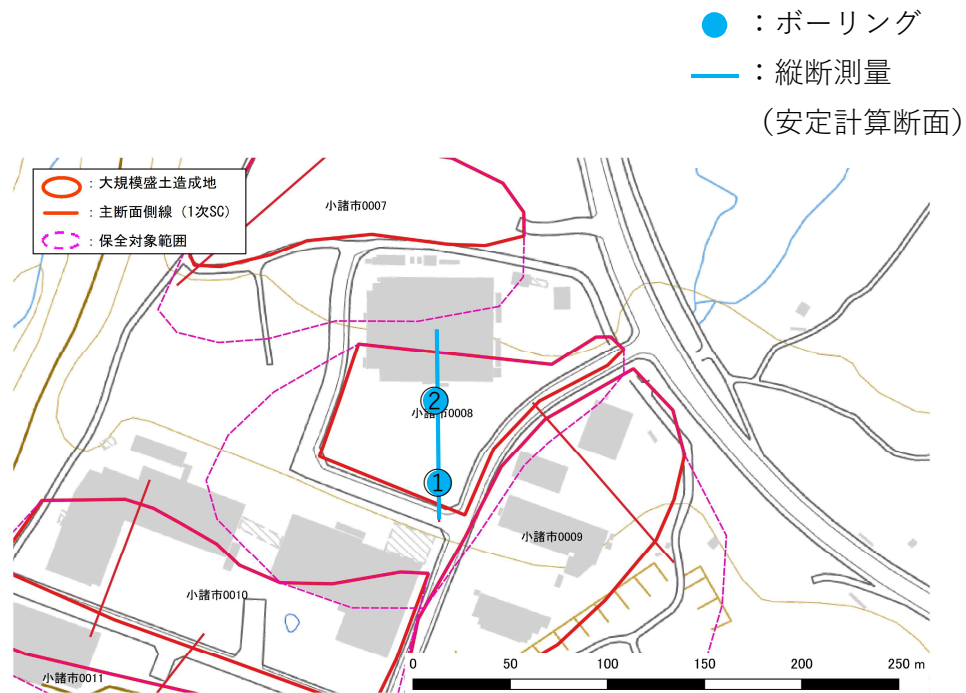 ：ボーリング
：縦断測量
（安定計算断面）
：大規模盛土造成地
：主断面側線（1次SC）
：保全対象範囲
小諸市0007
②
小諸市0008
①
小諸市0009
小諸市0010
小諸市0011
0 50 100 150 200 250 m